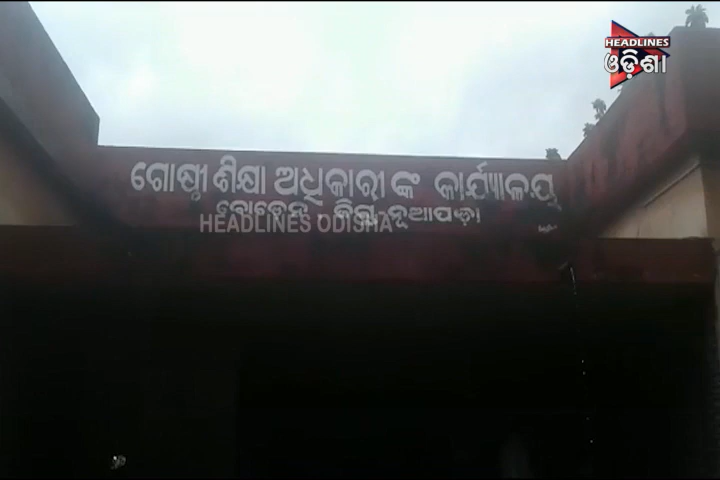 HEADLINES
ଓଡ଼ିଶା
ଗୋଷ୍ଠୀ ଶିକ୍ଷା ଅଧିକାରୀଙ୍କ କାର୍ଯ୍ୟାଳୟ
ବୋଡେନ, ଜିଲ୍ଲା ନୂଆପଡ଼ା
HEADLINES ODISHA